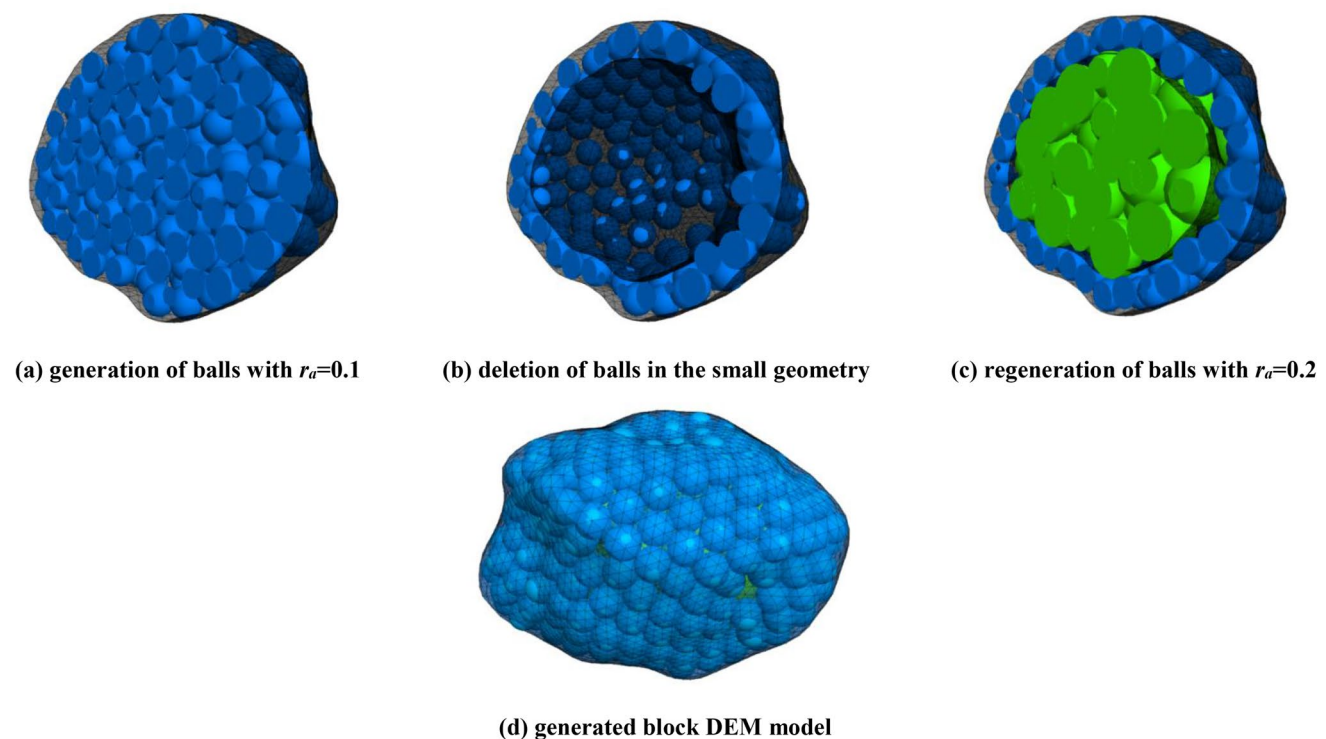 (a) generation of balls with rₐ=0.1
(b) deletion of balls in the small geometry
(c) regeneration of balls with rₐ=0.2
(d) generated block DEM model